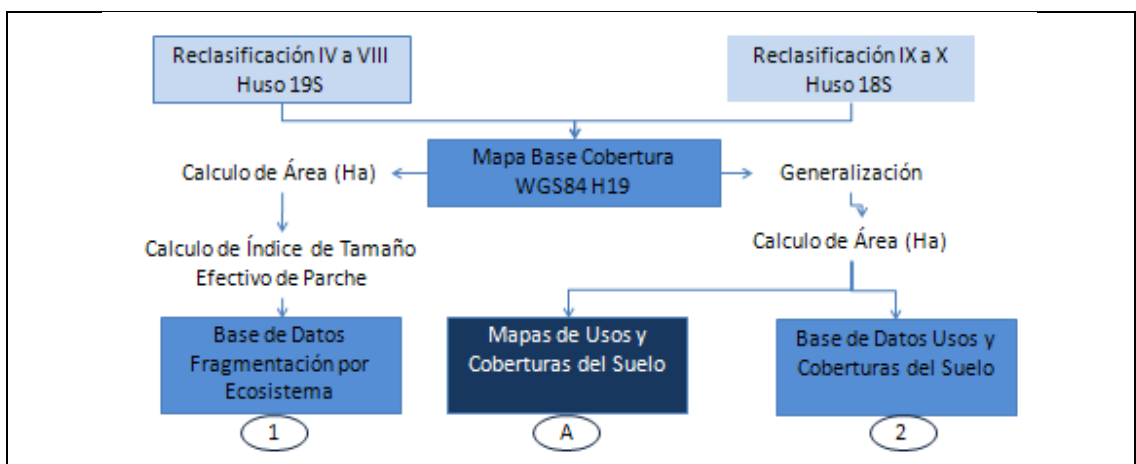 Reclasificación IV a VIII
Huso 19S
Reclasificación IX a X
Huso 18S
Mapa Base Cobertura
WGS84 H19
Calculo de Área (Ha)
Generalización
Calculo de Índice de Tamaño
Efectivo de Parche
Calculo de Área (Ha)
Base de Datos
Fragmentación por
Ecosistema
Mapas de Usos y
Coberturas del Suelo
Base de Datos Usos y
Coberturas del Suelo
1
A
2